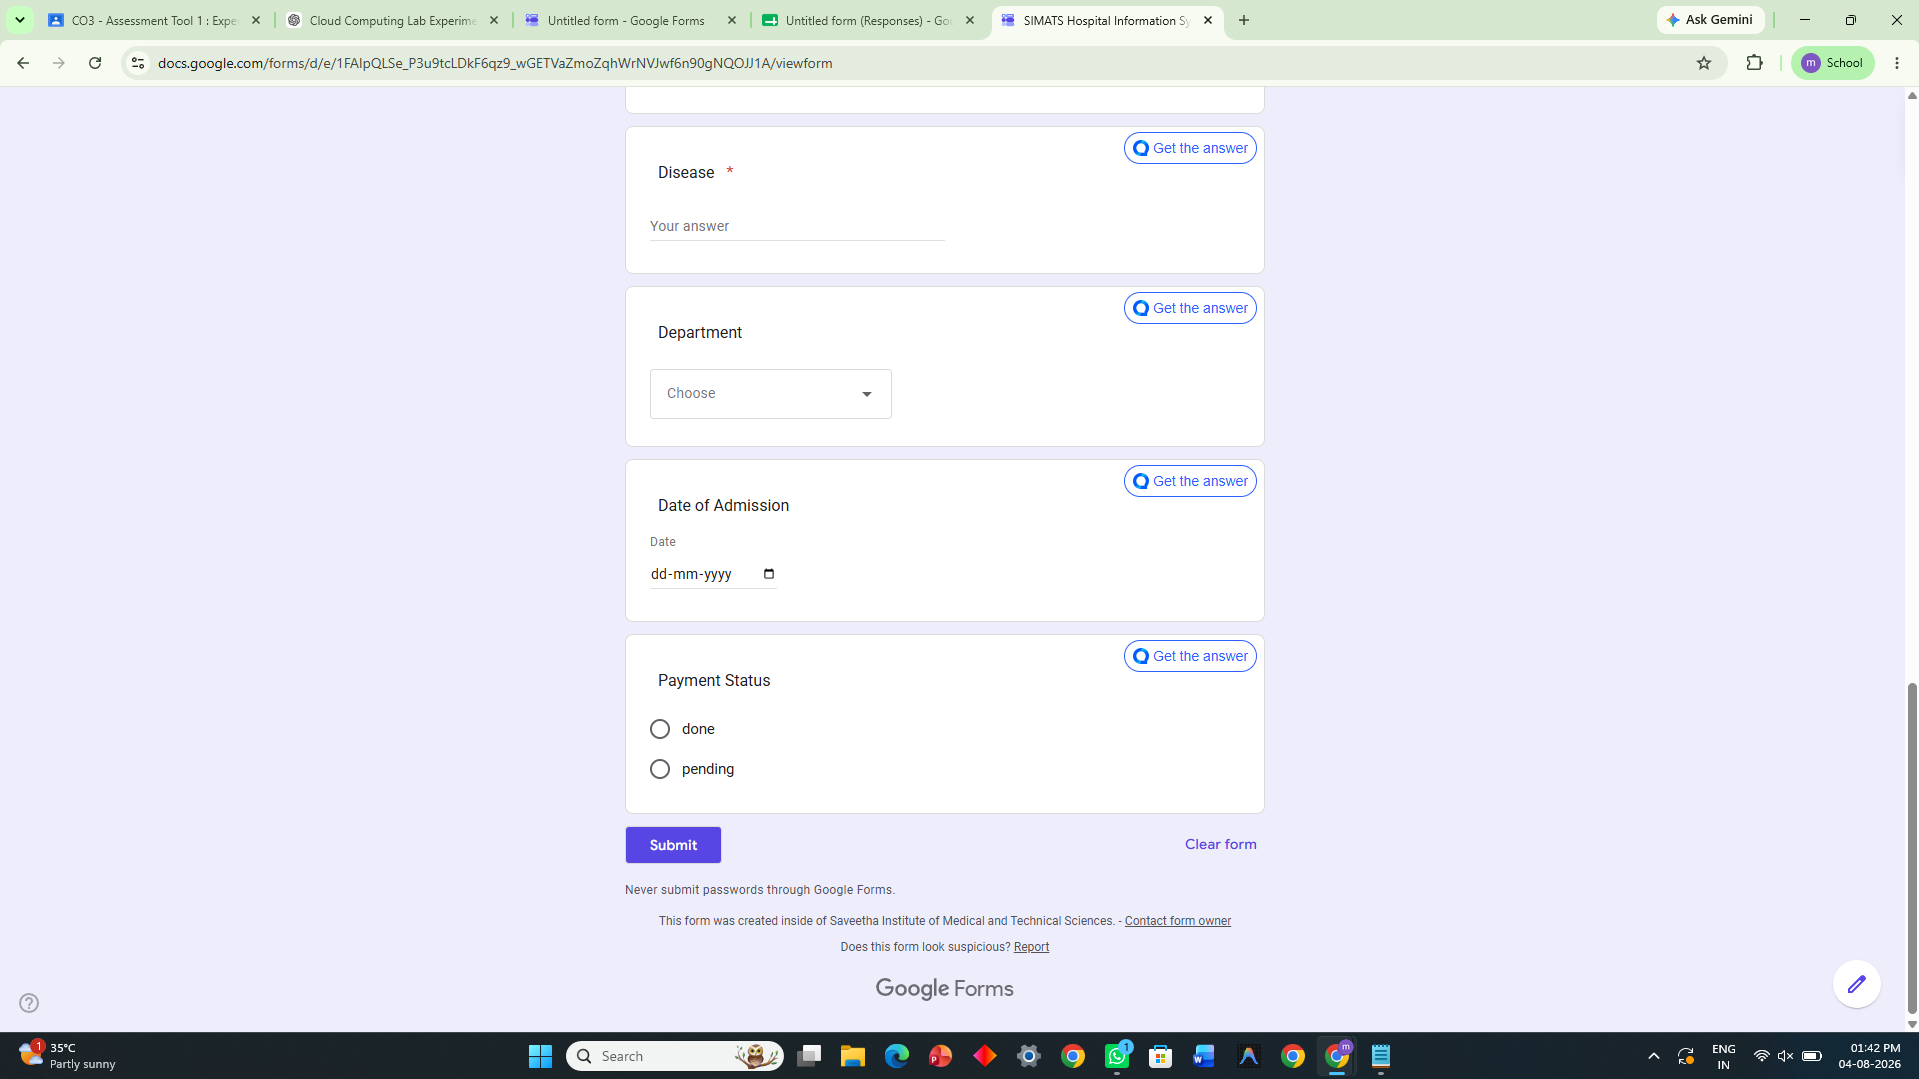 CO3 - Assessment Tool 1 : Expe
Cloud Computing Lab Experime
Untitled form - Google Forms
Untitled form (Responses) - Goo
SIMATS Hospital Information Sy
Ask Gemini
docs.google.com/forms/d/e/1FAIpQLSe_P3u9tcLDkF6qz9_wGETVaZmoZqhWrNVJwf6n90gNQOJJ1A/viewform
m School
Get the answer
Disease *
Your answer
Get the answer
Department
Choose
Get the answer
Date of Admission
Date
dd-mm-yyyy
Get the answer
Payment Status
done
pending
Submit
Clear form
Never submit passwords through Google Forms.
This form was created inside of Saveetha Institute of Medical and Technical Sciences. - Contact form owner
Does this form look suspicious? Report
Google Forms
1
35°C
Partly sunny
Search
1
m
ENG
IN
01:42 PM
04-08-2026